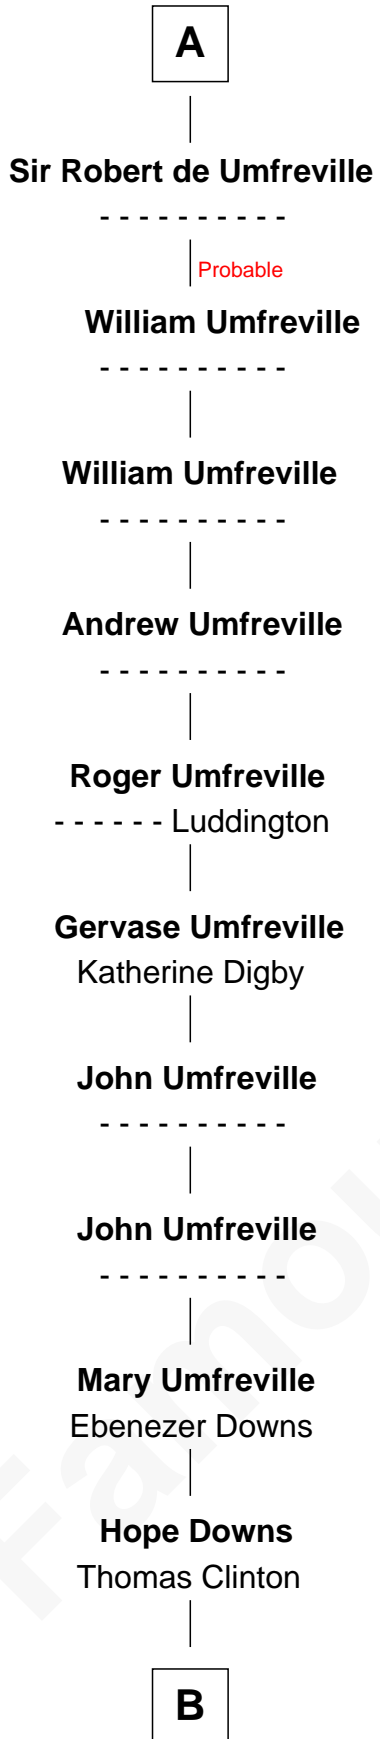 A
Sir Robert de Umfreville
- - - - - - - - - -
Probable
William Umfreville
- - - - - - - - - -
William Umfreville
- - - - - - - - - -
Andrew Umfreville
- - - - - - - - - -
Roger Umfreville
- - - - - - Luddington
Gervase Umfreville
Katherine Digby
John Umfreville
- - - - - - - - - -
John Umfreville
- - - - - - - - - -
Mary Umfreville
Ebenezer Downs
Hope Downs
Thomas Clinton
B